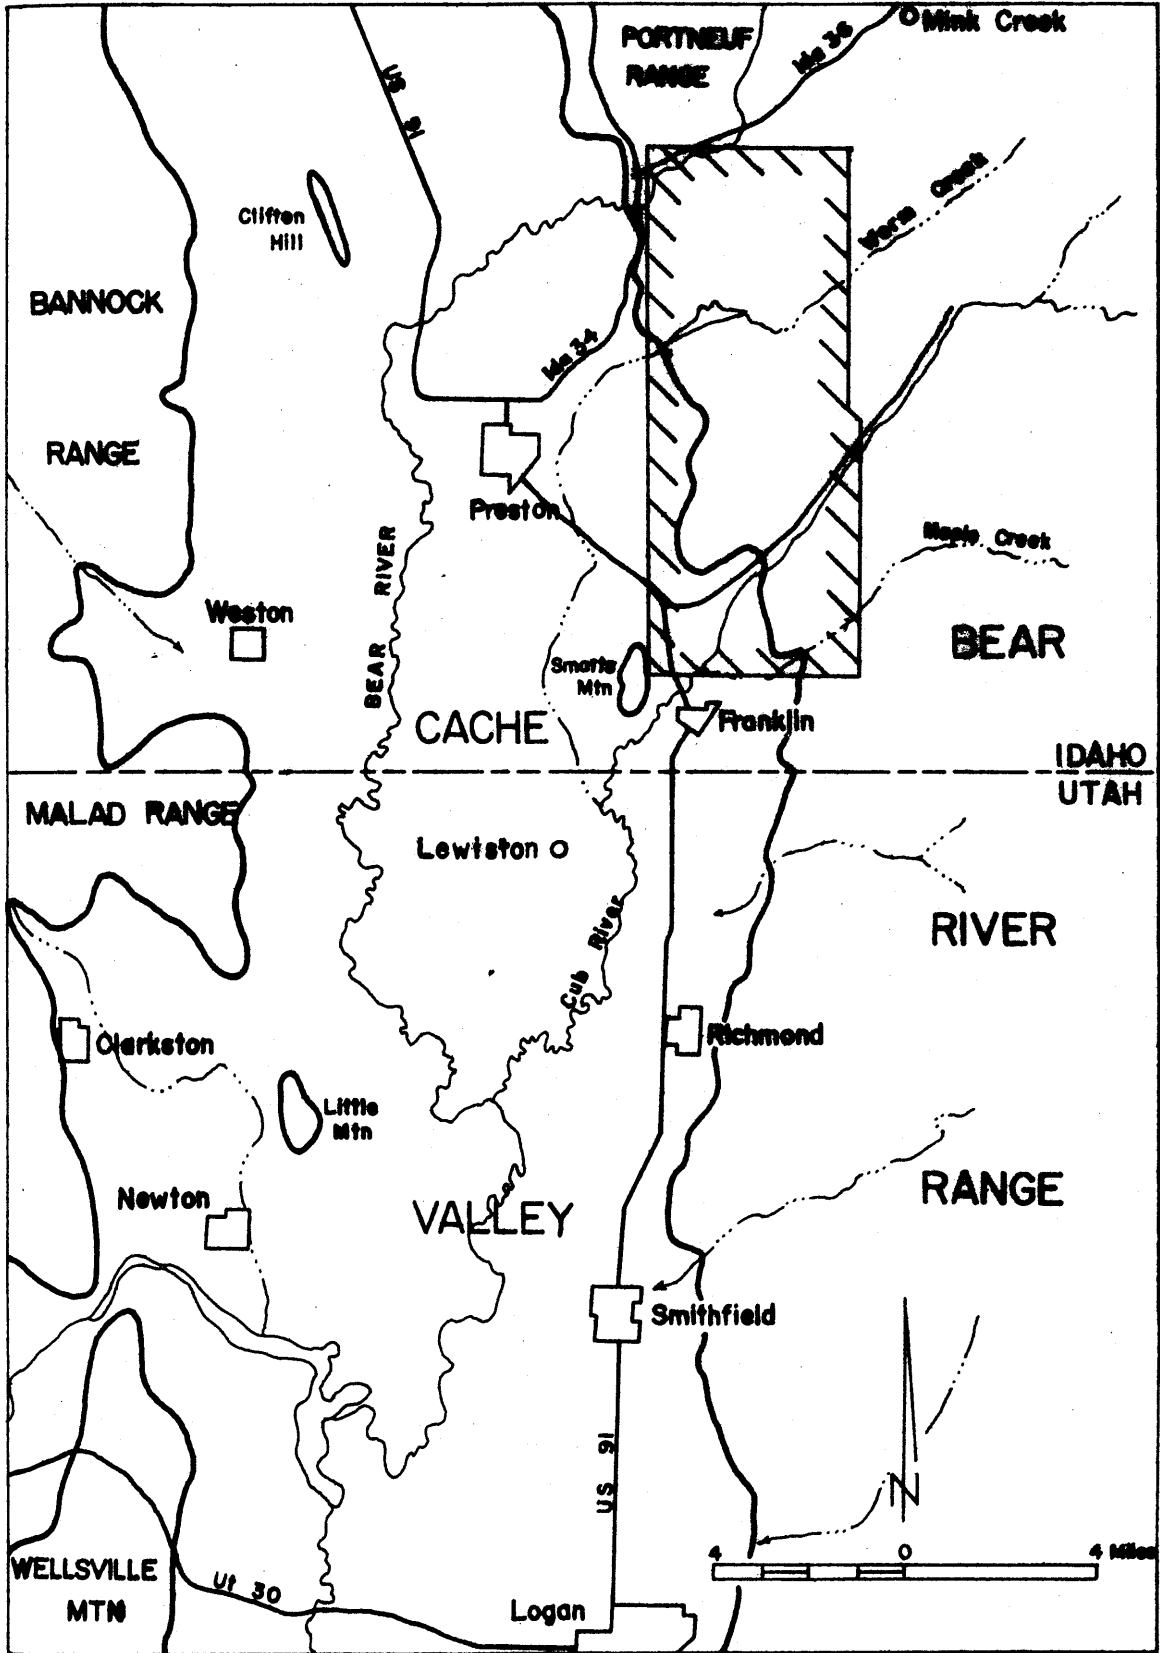 Mink Creek
PORTNEUF
RANGE
Ida 36
US 91
Clifton
Hill
Worm Creek
BANNOCK
RANGE
Ida 34
Preston
BEAR RIVER
Maple Creek
Weston
BEAR
Smarts
Mtn
CACHE
Franklin
IDAHO
UTAH
MALAD RANGE
Lewiston
RIVER
Cub River
Clarkston
Richmond
Little
Mtn
Newton
VALLEY
RANGE
Smithfield
US 91
N
4 0 4 Miles
WELLSVILLE
MTN
Ut 30
Logan